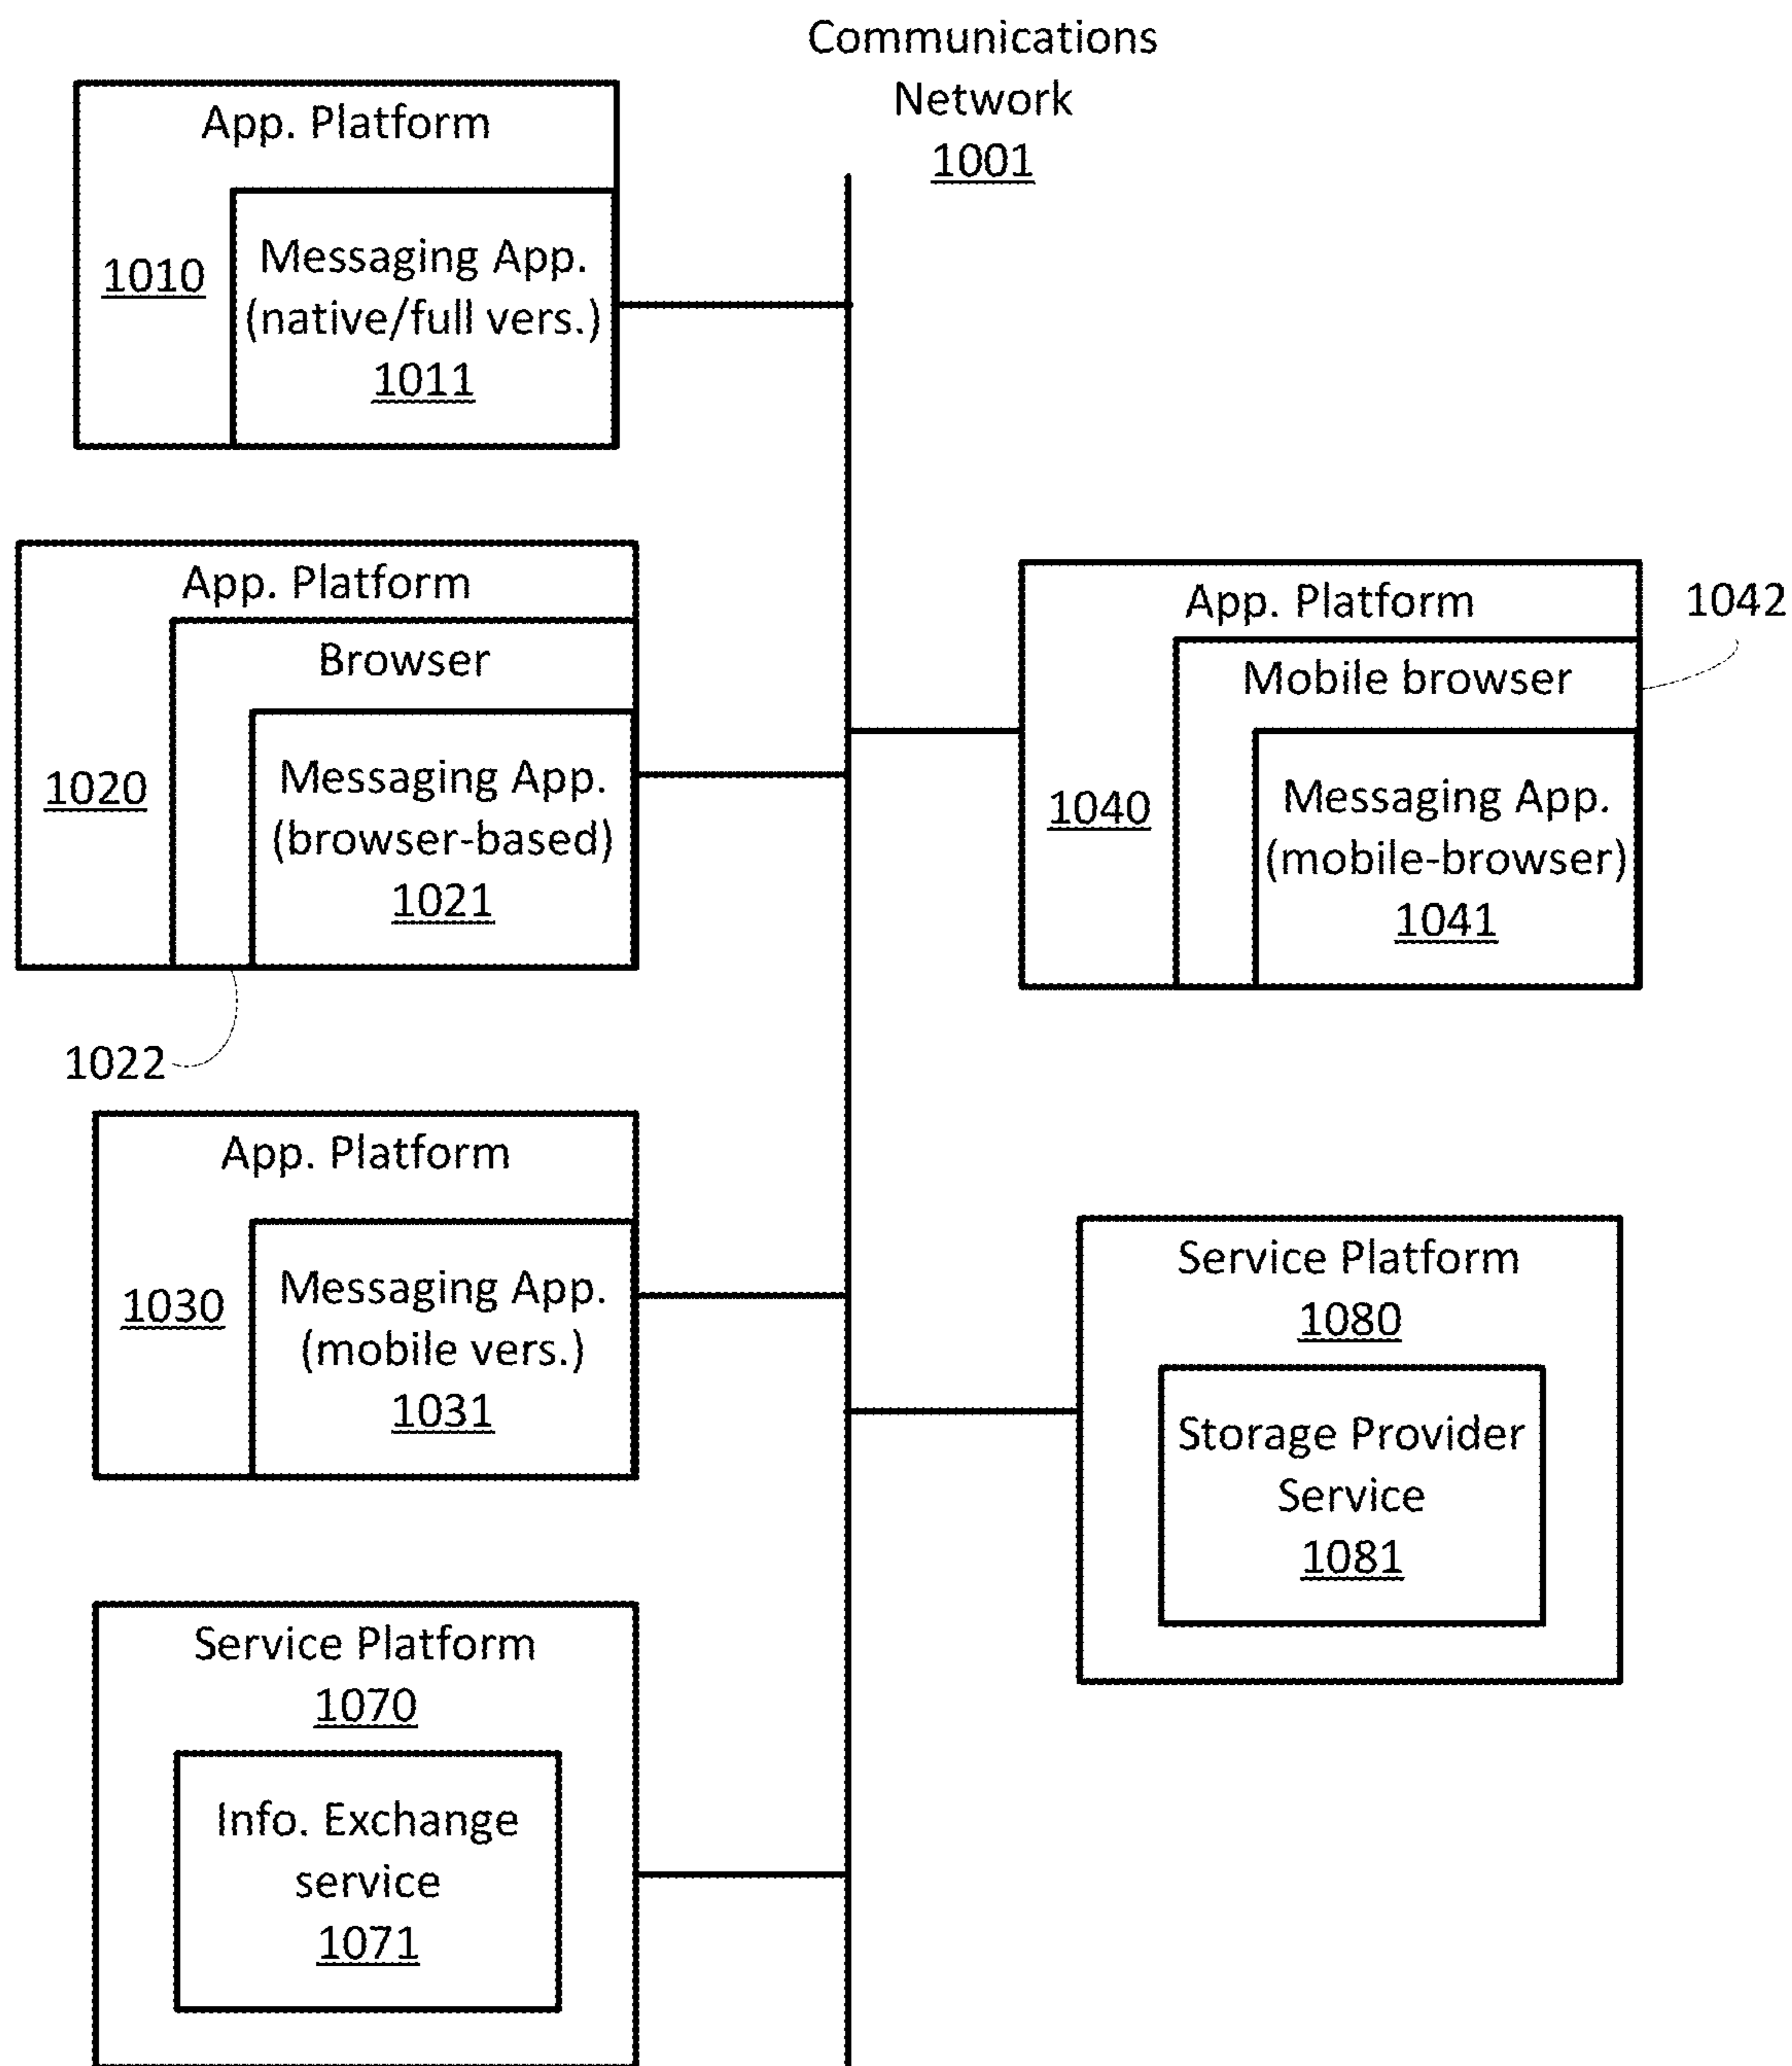 Communications
Network
1001
App. Platform
1010
Messaging App.
(native/full vers.)
1011
App. Platform
Browser
1020
Messaging App.
(browser-based)
1021
1022
App. Platform
1042
Mobile browser
1040
Messaging App.
(mobile-browser)
1041
App. Platform
1030
Messaging App.
(mobile vers.)
1031
Service Platform
1080
Storage Provider
Service
1081
Service Platform
1070
Info. Exchange
service
1071